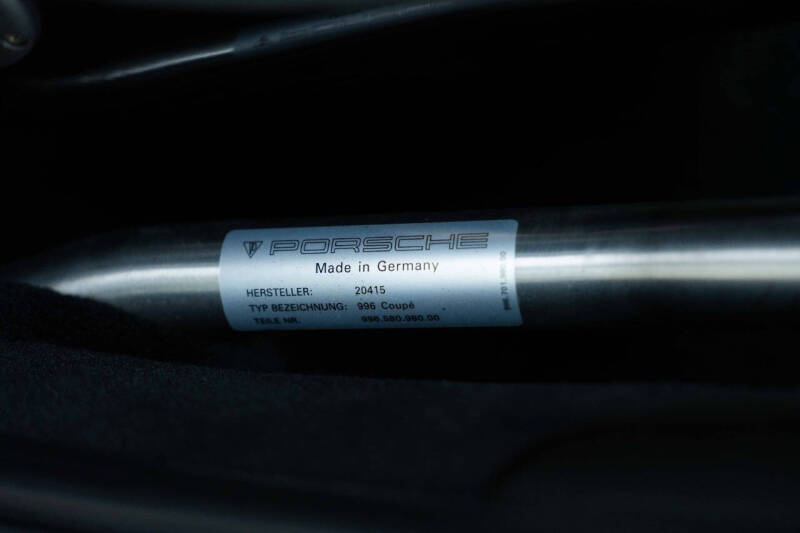 PORSCHE
Made in Germany
HERSTELLER: 20415
TYP BEZEICHNUNG: 996 Coupé
TEILE NR. 996.580.980.00